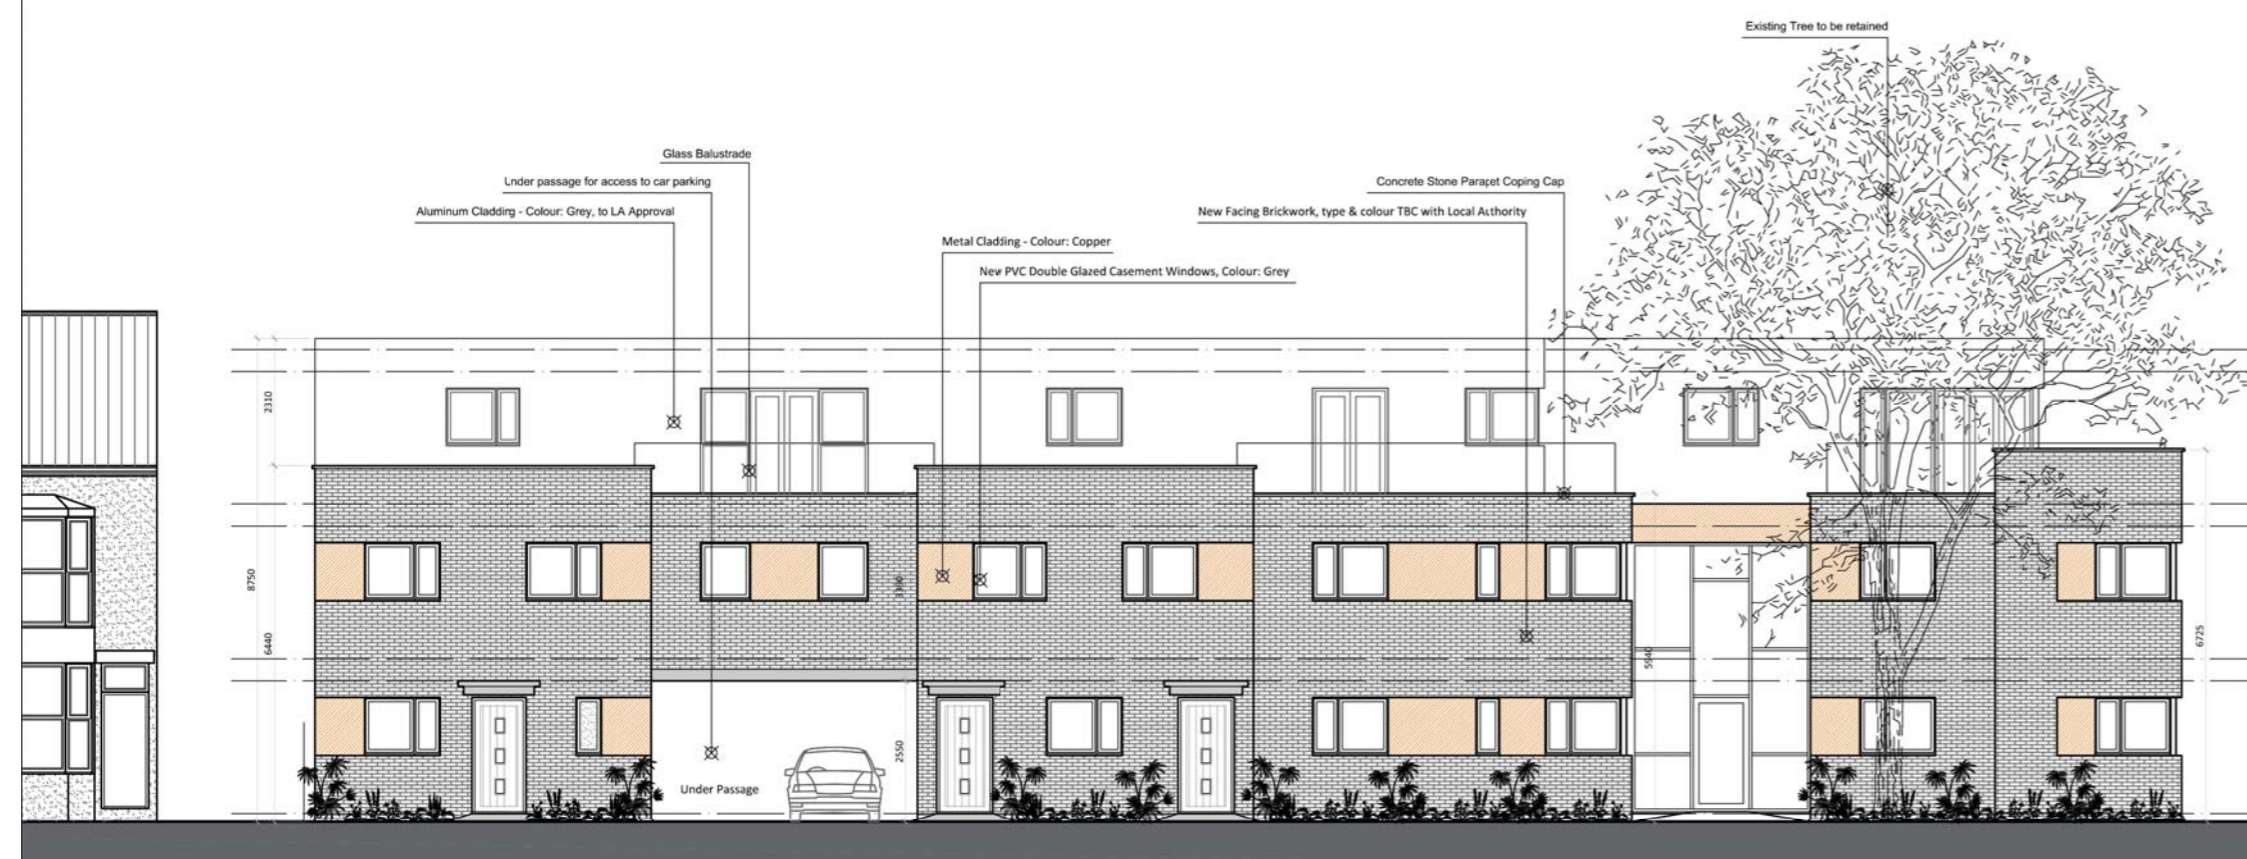 Existing Tree to be retained
Glass Balustrade
Under passage for access to car parking
Concrete Stone Parapet Coping Cap
Aluminum Cladding - Colour: Grey, to LA Approval
New Facing Brickwork, type & colour TBC with Local Authority
Metal Cladding - Colour: Copper
New PVC Double Glazed Casement Windows, Colour: Grey
2310
8750
6440
3390
5540
6725
2550
Under Passage